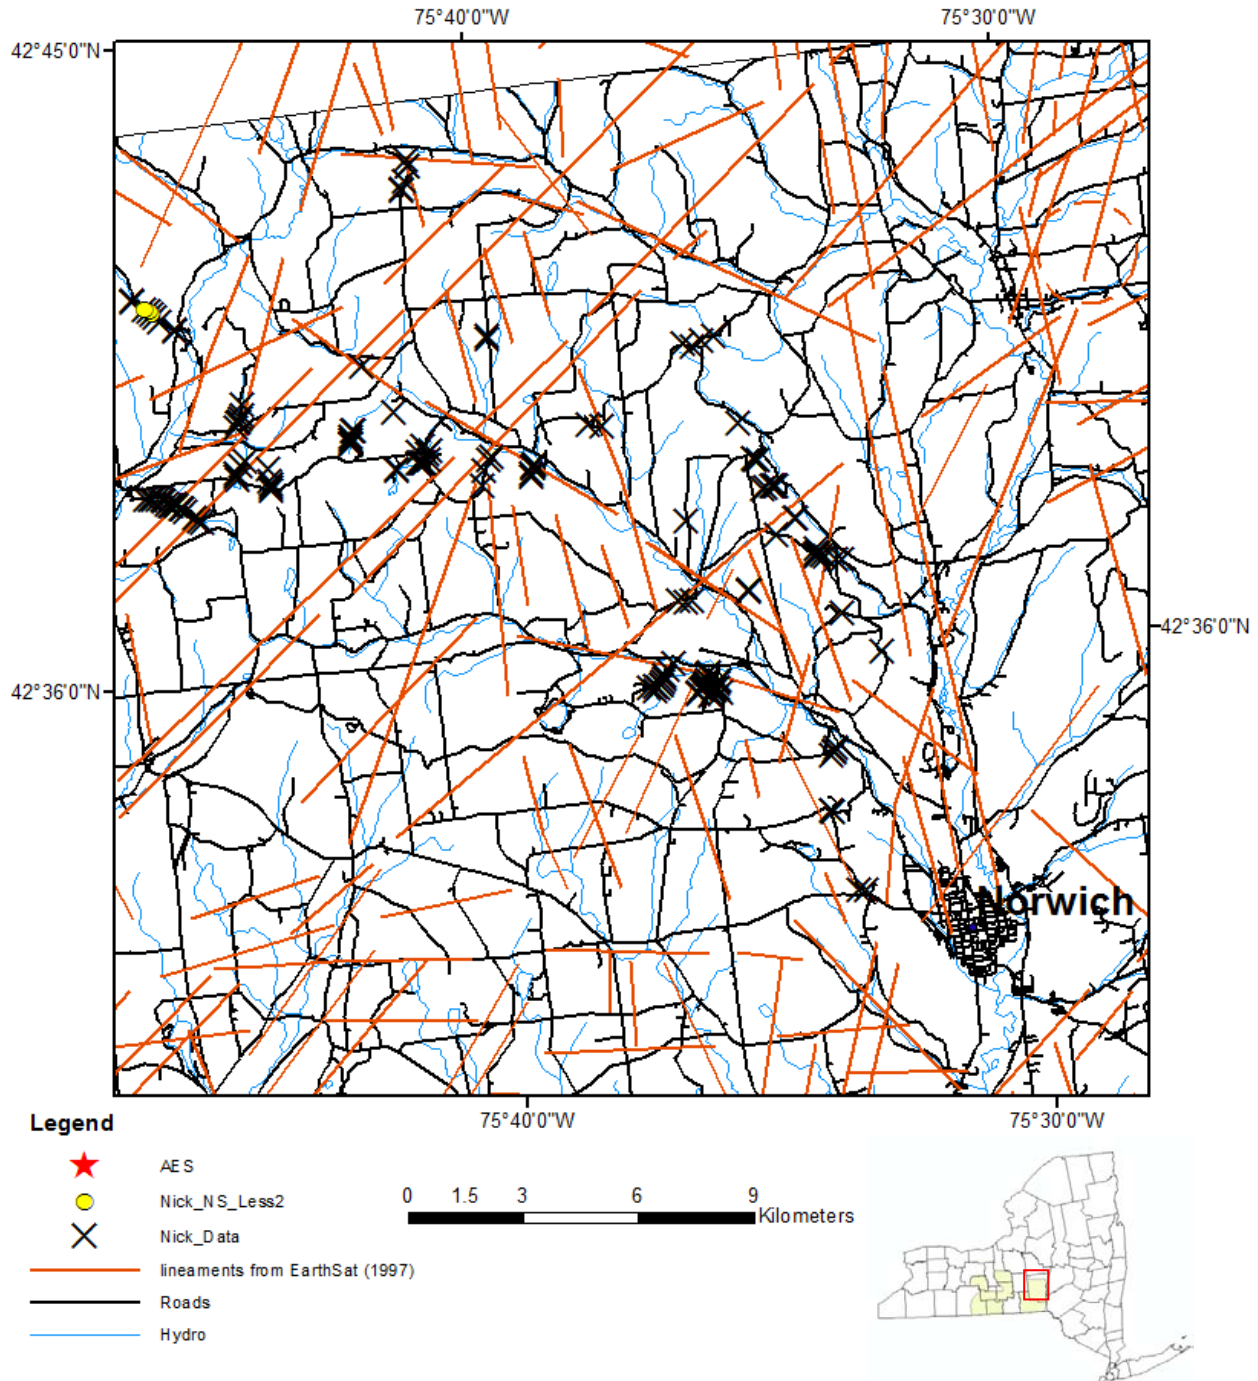 75°40'0"W 75°30'0"W
42°45'0"N
42°36'0"N
42°36'0"N
Norwich
75°40'0"W 75°30'0"W
Legend
AES
Nick_NS_Less2
Nick_Data
lineaments from EarthSat (1997)
Roads
Hydro
0 1.5 3 6 9
Kilometers